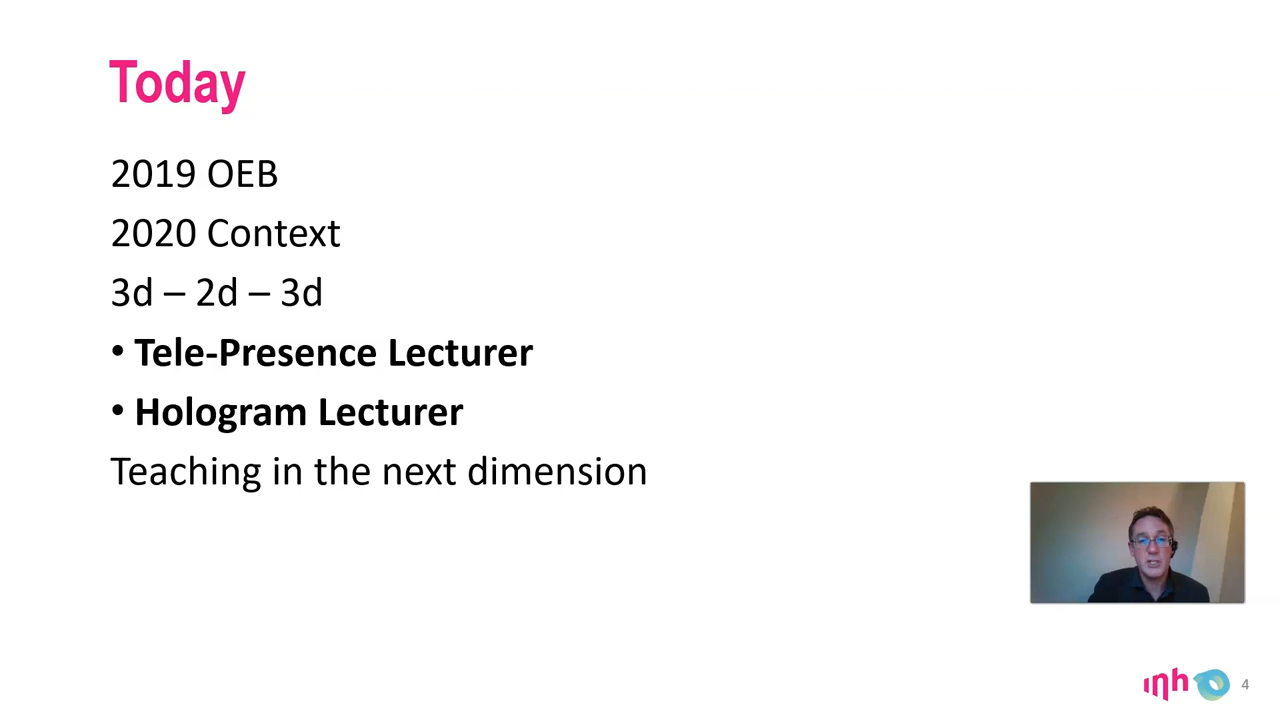 Today
2019 OEB
2020 Context
3d – 2d – 3d
• Tele-Presence Lecturer
• Hologram Lecturer
Teaching in the next dimension
inh
4